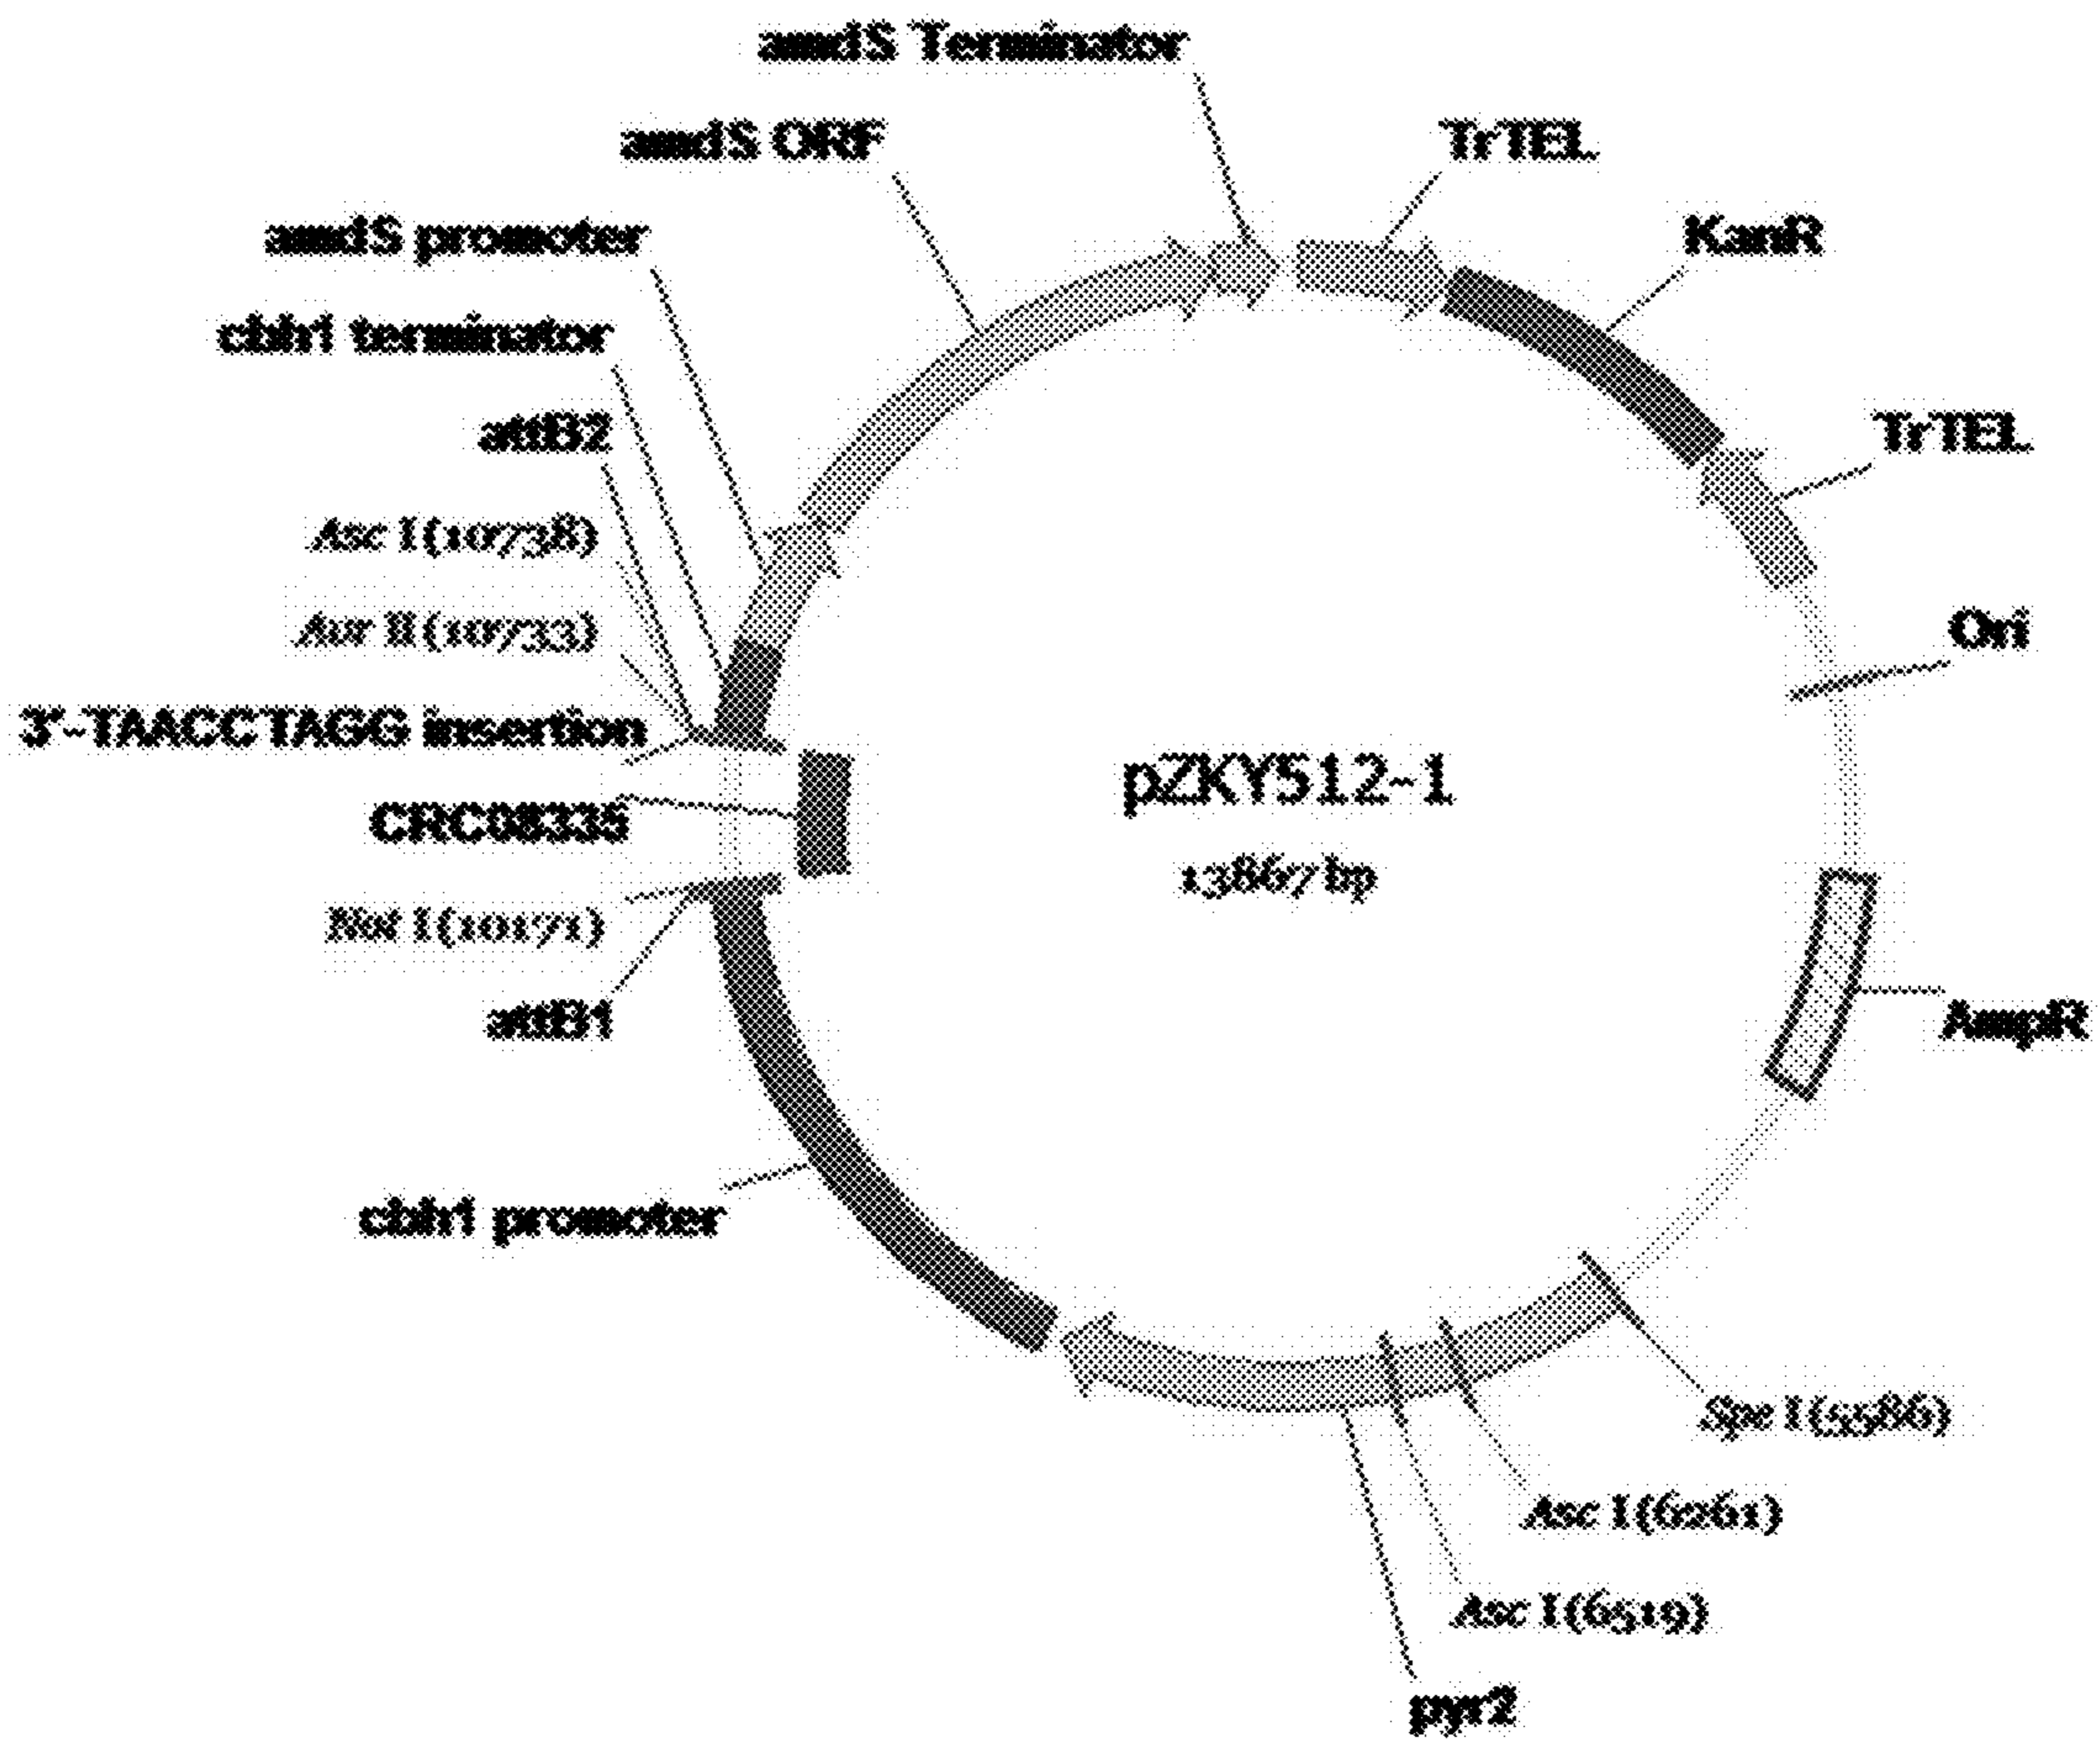 amdS Terminator
amdS ORF
TrTEL
amdS promoter
KanR
cbh1 terminator
attB2
TrTEL
Asc I (10738)
Avr II (10733)
Ori
3'-TAACCTAGG insertion
pZKY512-1
CRC08335
13867 bp
Not I (10171)
attB1
AmpR
cbh1 promoter
Spe I (5586)
Asc I (6261)
Asc I (6519)
pyr2